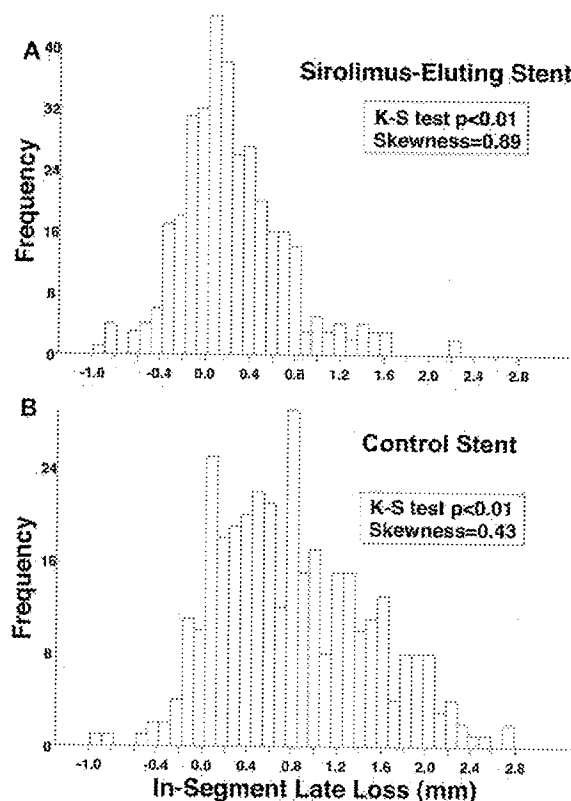 A
Sirolimus-Eluting Stent
K-S test p<0.01
Skewness=0.89
Frequency
40
32
24
16
8
0
-1.0 -0.4 0.0 0.4 0.8 1.2 1.6 2.0 2.4 2.8
B
Control Stent
K-S test p<0.01
Skewness=0.43
Frequency
24
16
8
0
-1.0 -0.4 0.0 0.4 0.8 1.2 1.6 2.0 2.4 2.8
In-Segment Late Loss (mm)